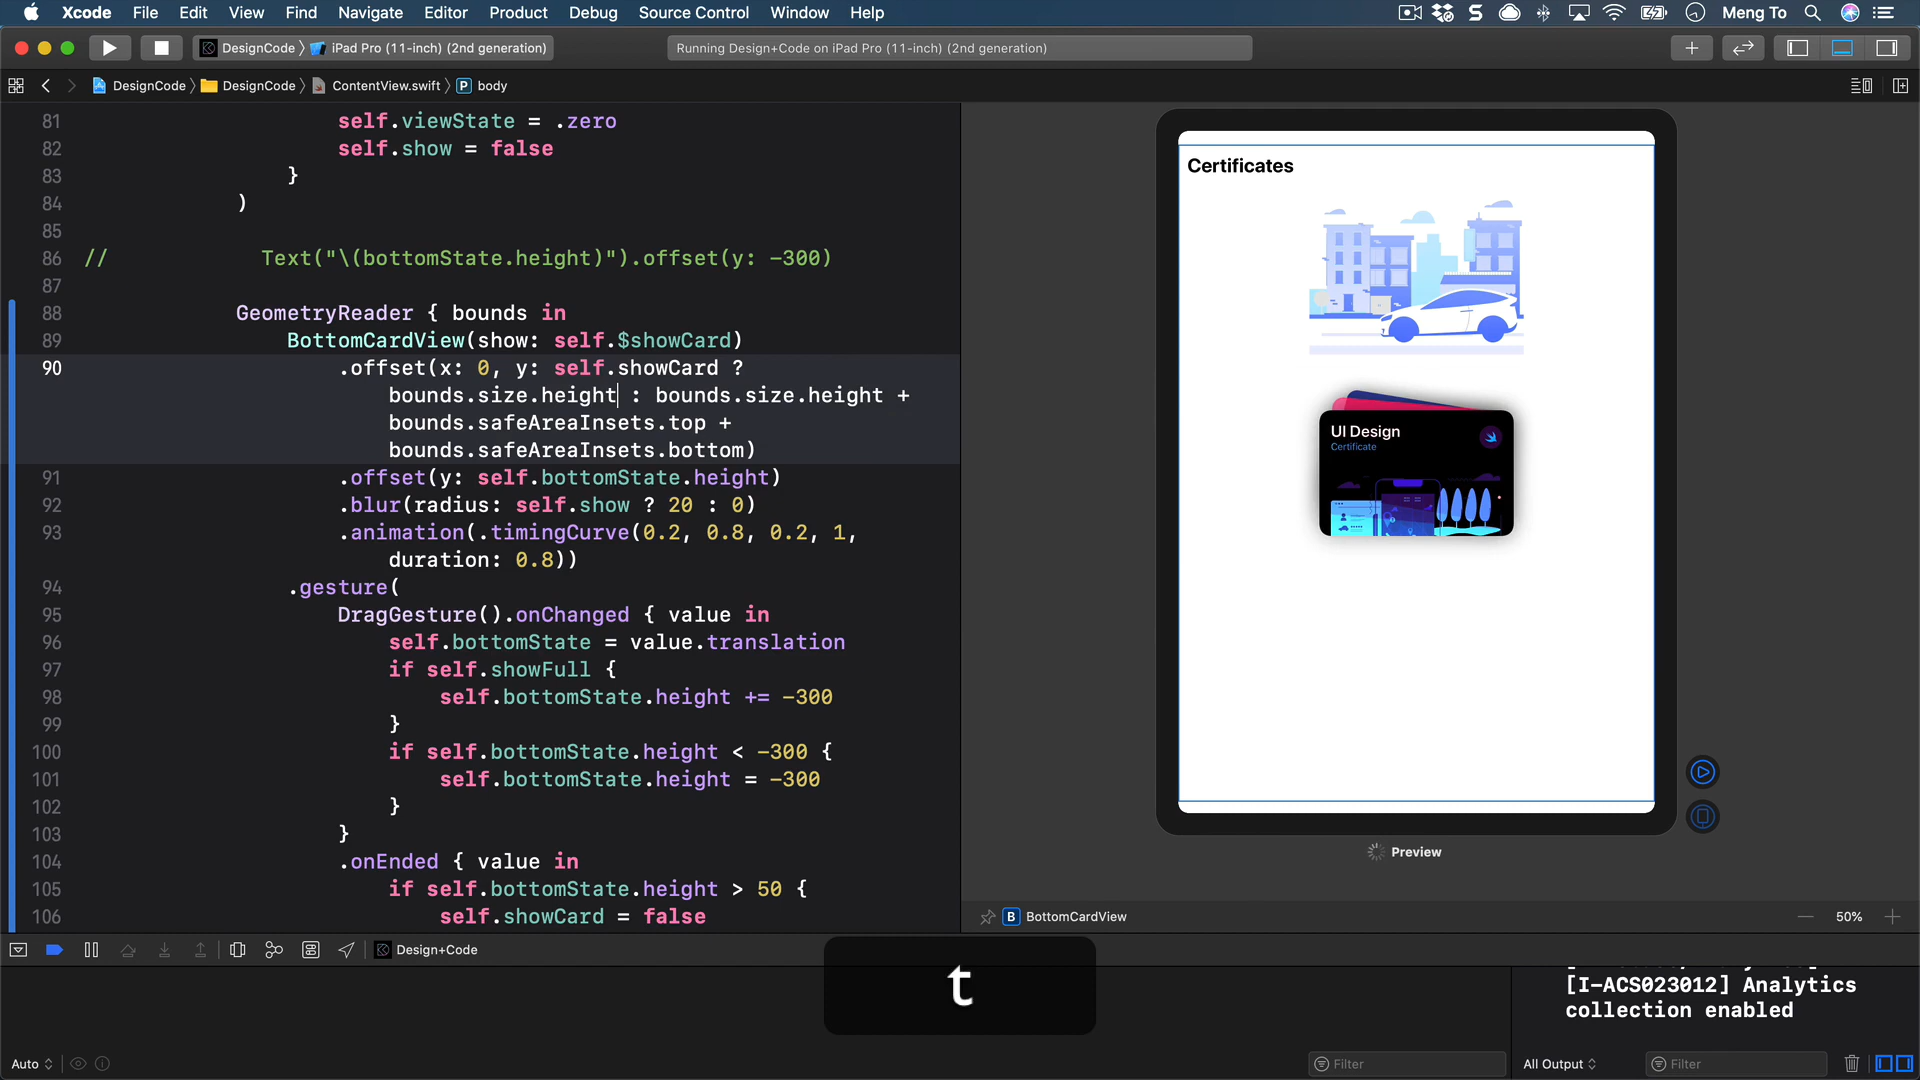 Xcode File Edit View Find Navigate Editor Product Debug Source Control Window Help Meng To
DesignCode iPad Pro (11-inch) (2nd generation) Running Design+Code on iPad Pro (11-inch) (2nd generation)
DesignCode DesignCode ContentView.swift P body
81 self.viewState = .zero
82 self.show = false
83 }
84 )
85
86 // Text("\(bottomState.height)").offset(y: -300)
87
88 GeometryReader { bounds in
89 BottomCardView(show: self.$showCard)
90 .offset(x: 0, y: self.showCard ?
bounds.size.height : bounds.size.height +
bounds.safeAreaInsets.top +
bounds.safeAreaInsets.bottom)
91 .offset(y: self.bottomState.height)
92 .blur(radius: self.show ? 20 : 0)
93 .animation(.timingCurve(0.2, 0.8, 0.2, 1,
duration: 0.8))
94 .gesture(
95 DragGesture().onChanged { value in
96 self.bottomState = value.translation
97 if self.showFull {
98 self.bottomState.height += -300
99 }
100 if self.bottomState.height < -300 {
101 self.bottomState.height = -300
102 }
103 }
104 .onEnded { value in
105 if self.bottomState.height > 50 {
106 self.showCard = false
Certificates
UI Design
Certificate
Preview
B BottomCardView 50%
Design+Code
t
[I-ACS023012] Analytics
collection enabled
Auto Filter All Output Filter